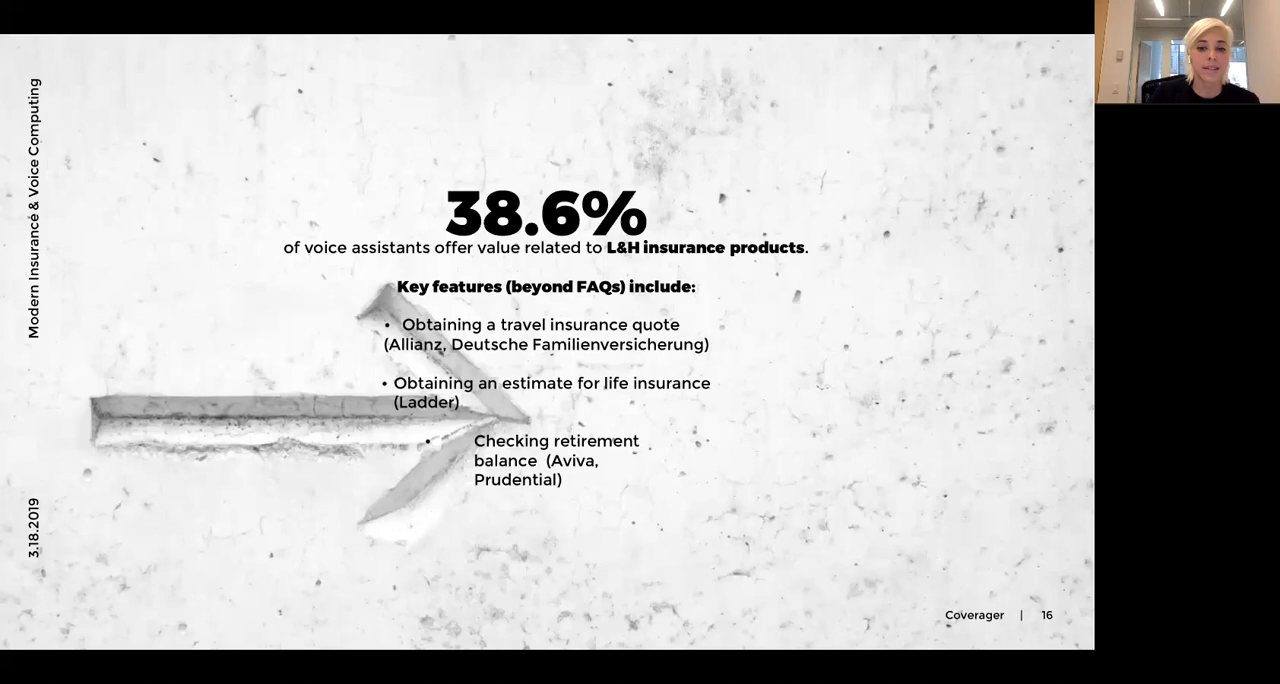 Modern Insurance & Voice Computing
3.18.2019
38.6%
of voice assistants offer value related to L&H insurance products.
Key features (beyond FAQs) include:
• Obtaining a travel insurance quote
(Allianz, Deutsche Familienversicherung)
• Obtaining an estimate for life insurance
(Ladder)
• Checking retirement
balance (Aviva,
Prudential)
Coverager | 16